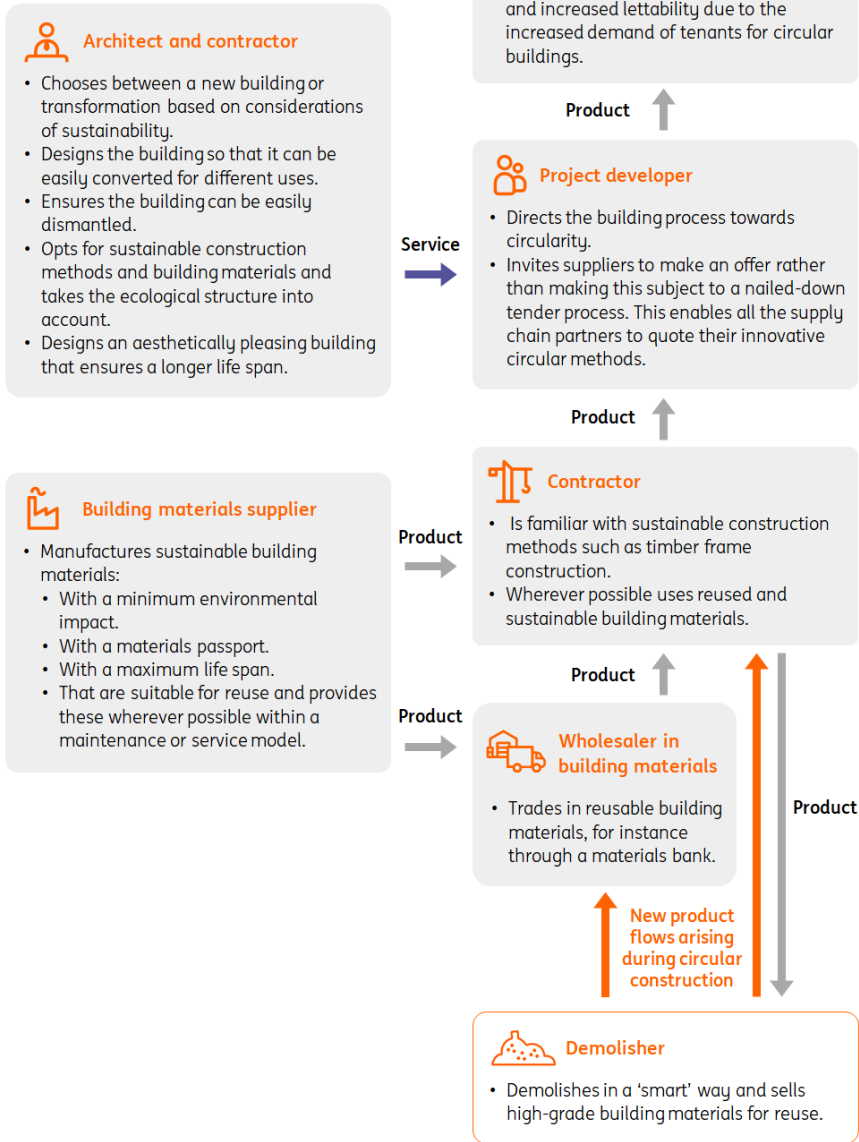 Architect and contractor
• Chooses between a new building or
transformation based on considerations
of sustainability.
• Designs the building so that it can be
easily converted for different uses.
• Ensures the building can be easily
dismantled.
• Opts for sustainable construction
methods and building materials and
takes the ecological structure into
account.
• Designs an aesthetically pleasing building
that ensures a longer life span.
Service
and increased lettability due to the
increased demand of tenants for circular
buildings.
Product
Project developer
• Directs the building process towards
circularity.
• Invites suppliers to make an offer rather
than making this subject to a nailed-down
tender process. This enables all the supply
chain partners to quote their innovative
circular methods.
Product
Building materials supplier
• Manufactures sustainable building
materials:
• With a minimum environmental
impact.
• With a materials passport.
• With a maximum life span.
• That are suitable for reuse and provides
these wherever possible within a
maintenance or service model.
Product
Product
Contractor
• Is familiar with sustainable construction
methods such as timber frame
construction.
• Wherever possible uses reused and
sustainable building materials.
Product
Wholesaler in
building materials
• Trades in reusable building
materials, for instance
through a materials bank.
Product
New product
flows arising
during circular
construction
Demolisher
• Demolishes in a ‘smart’ way and sells
high-grade building materials for reuse.